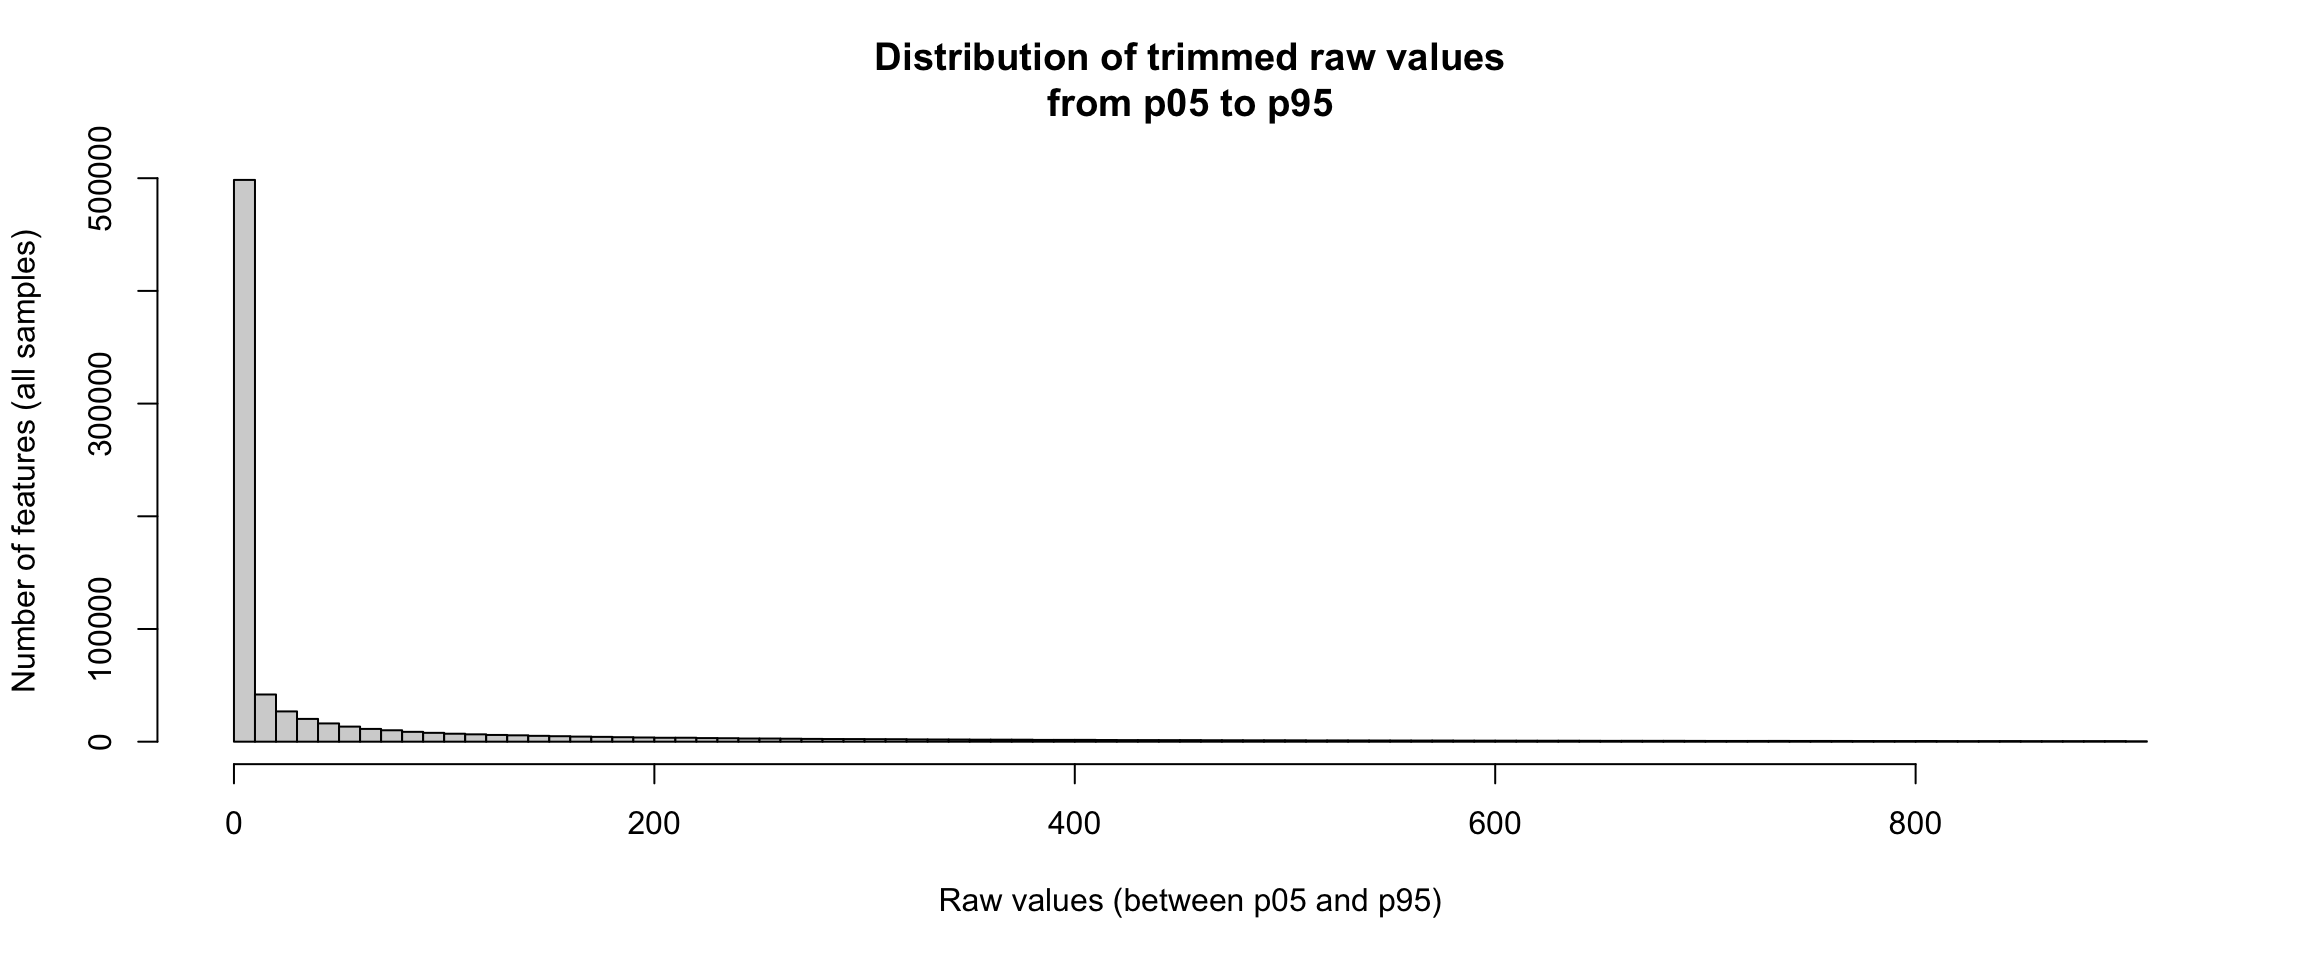 Distribution of trimmed raw values
from p05 to p95
Number of features (all samples)
500000
300000
100000
0
0 200 400 600 800
Raw values (between p05 and p95)